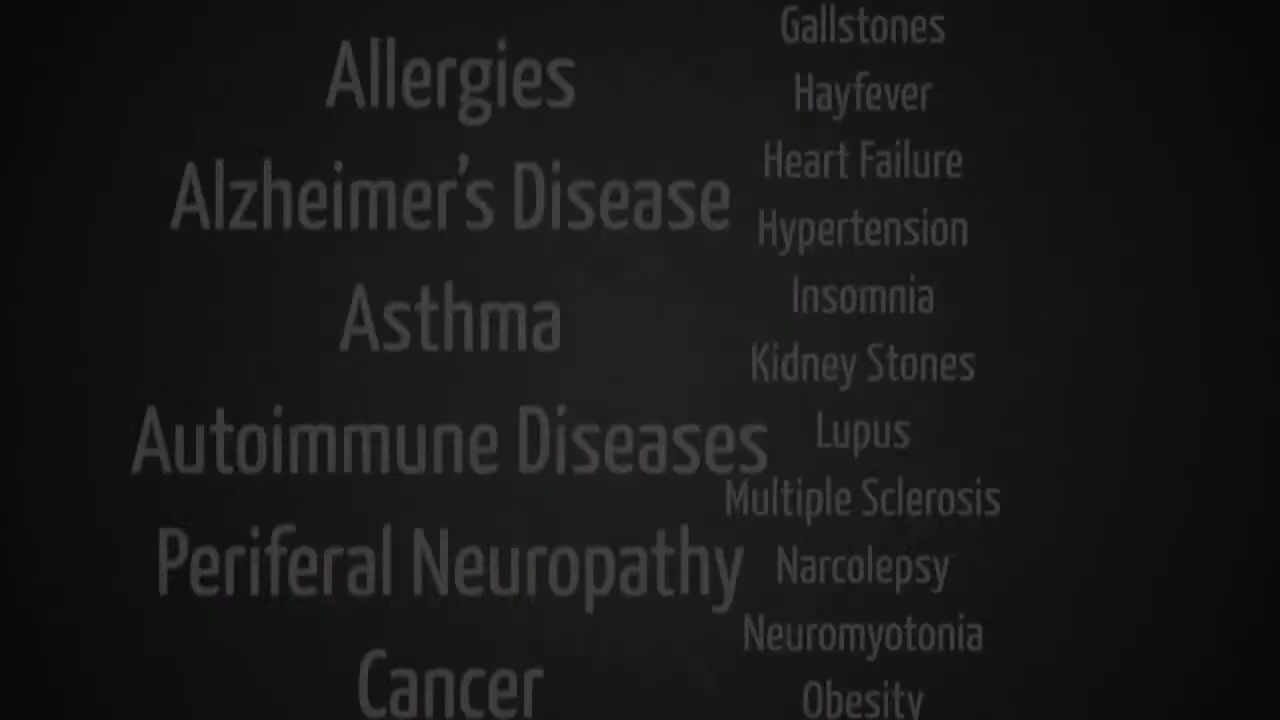 Allergies
Alzheimer's Disease
Asthma
Autoimmune Diseases
Periferal Neuropathy
Cancer
Gallstones
Hayfever
Heart Failure
Hypertension
Insomnia
Kidney Stones
Lupus
Multiple Sclerosis
Narcolepsy
Neuromyotonia
Obesity